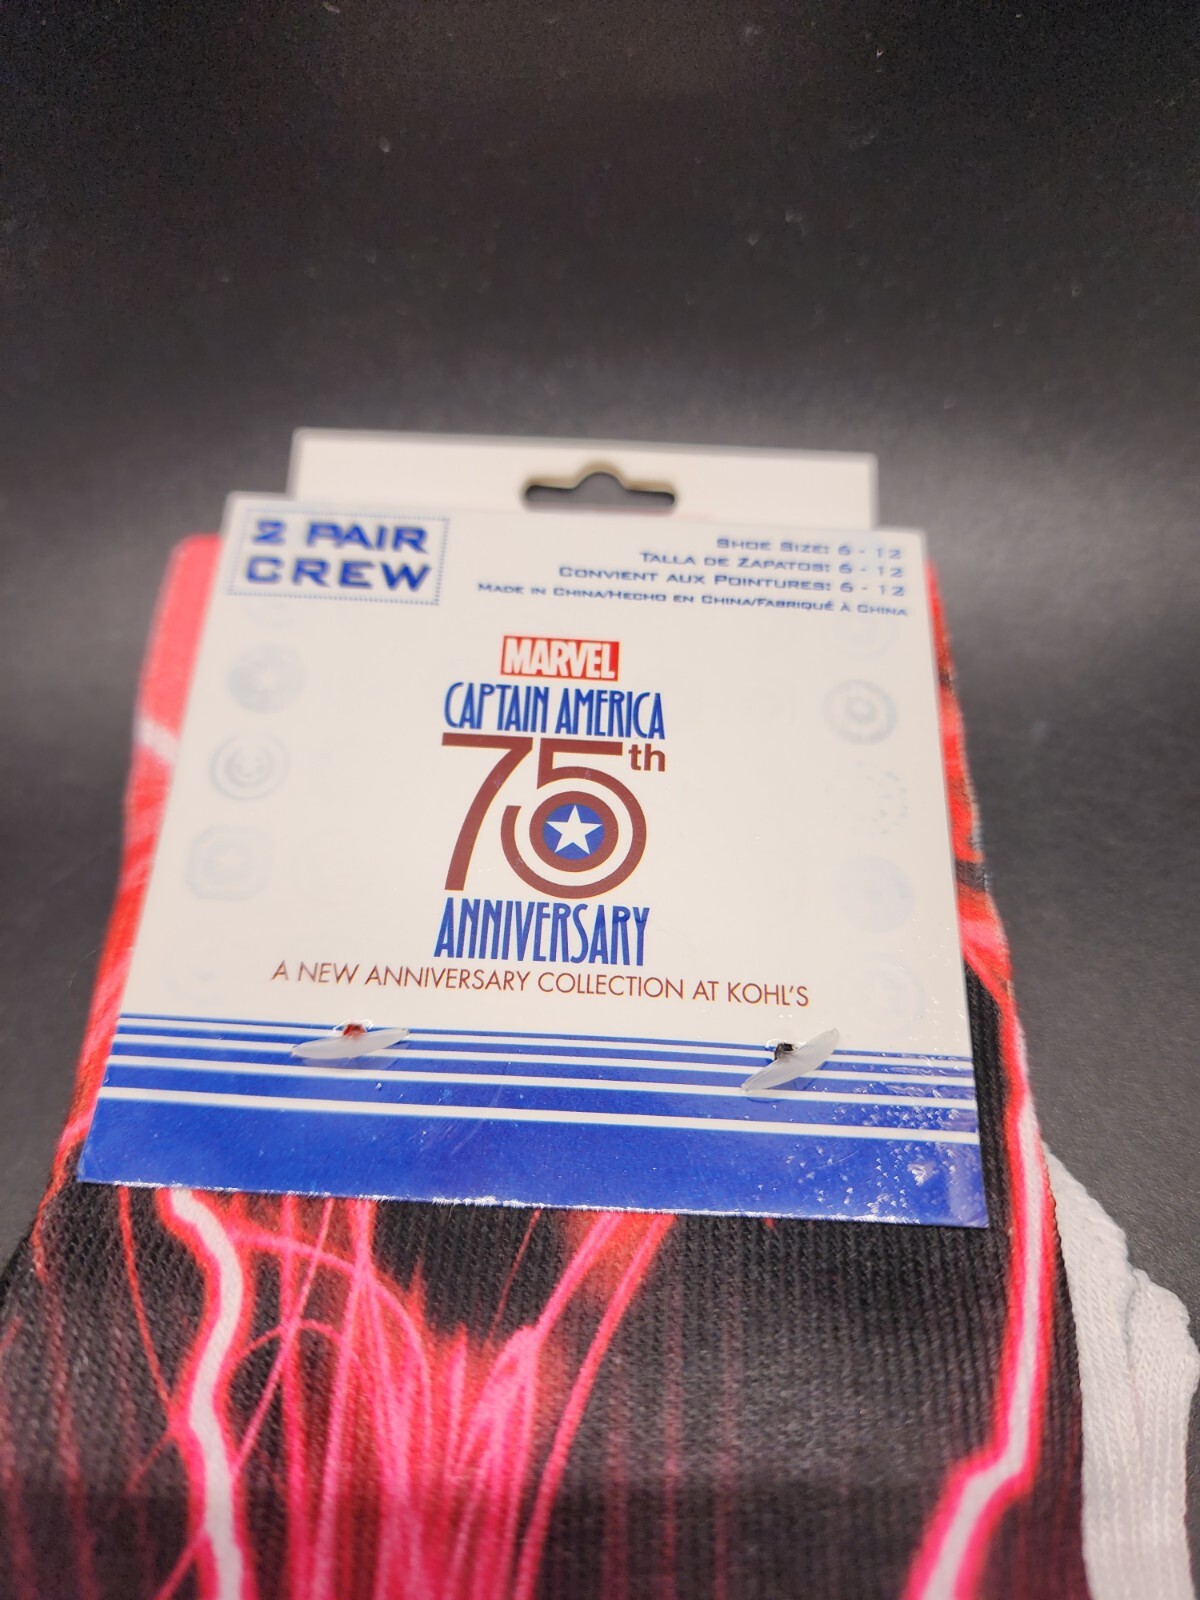 2 PAIR
CREW
SHOE SIZE: 6 - 12
TALLA DE ZAPATOS: 6 - 12
CONVIENT AUX POINTURES: 6 - 12
MADE IN CHINA/HECHO EN CHINA/FABRIQUÉ À CHINA
MARVEL
CAPTAIN AMERICA
75th
ANNIVERSARY
A NEW ANNIVERSARY COLLECTION AT KOHL'S